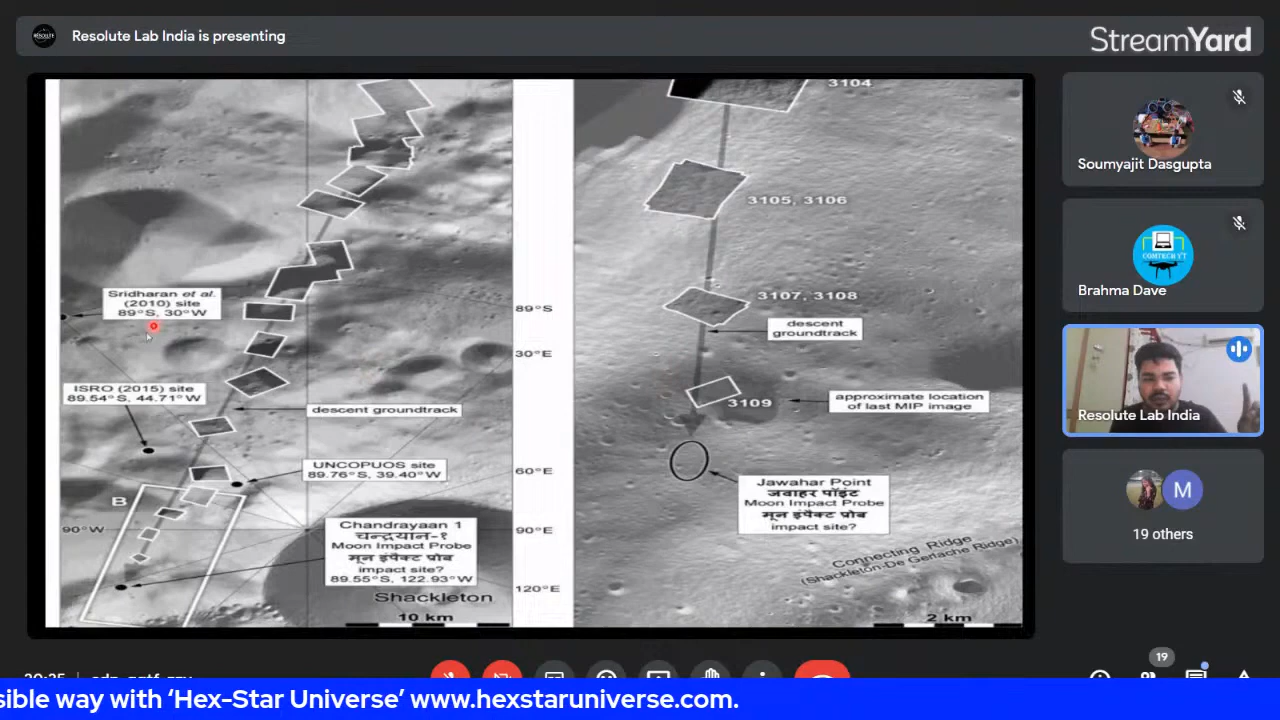 Resolute Lab India is presenting
StreamYard
3104
3105, 3106
3107, 3108
descent
groundtrack
3109
approximate location
of last MIP image
Jawahar Point
जवाहर पॉइंट
Moon Impact Probe
मून इंपैक्ट प्रोब
impact site?
Connecting Ridge
(Shackleton-De Gerlache Ridge)
2 km
Sridharan et al.
(2010) site
89°S, 30°W
89°S
30°E
ISRO (2015) site
89.54°S, 44.71°W
descent groundtrack
UNCOPUOS site
89.76°S, 39.40°W
60°E
B
90°W
90°E
Chandrayaan 1
चन्द्रयान-१
Moon Impact Probe
मून इंपैक्ट प्रोब
impact site?
89.55°S, 122.93°W
Shackleton
120°E
10 km
Soumyajit Dasgupta
COMTECH YT
Brahma Dave
Resolute Lab India
M
19 others
19
sible way with ‘Hex-Star Universe’ www.hexstaruniverse.com.